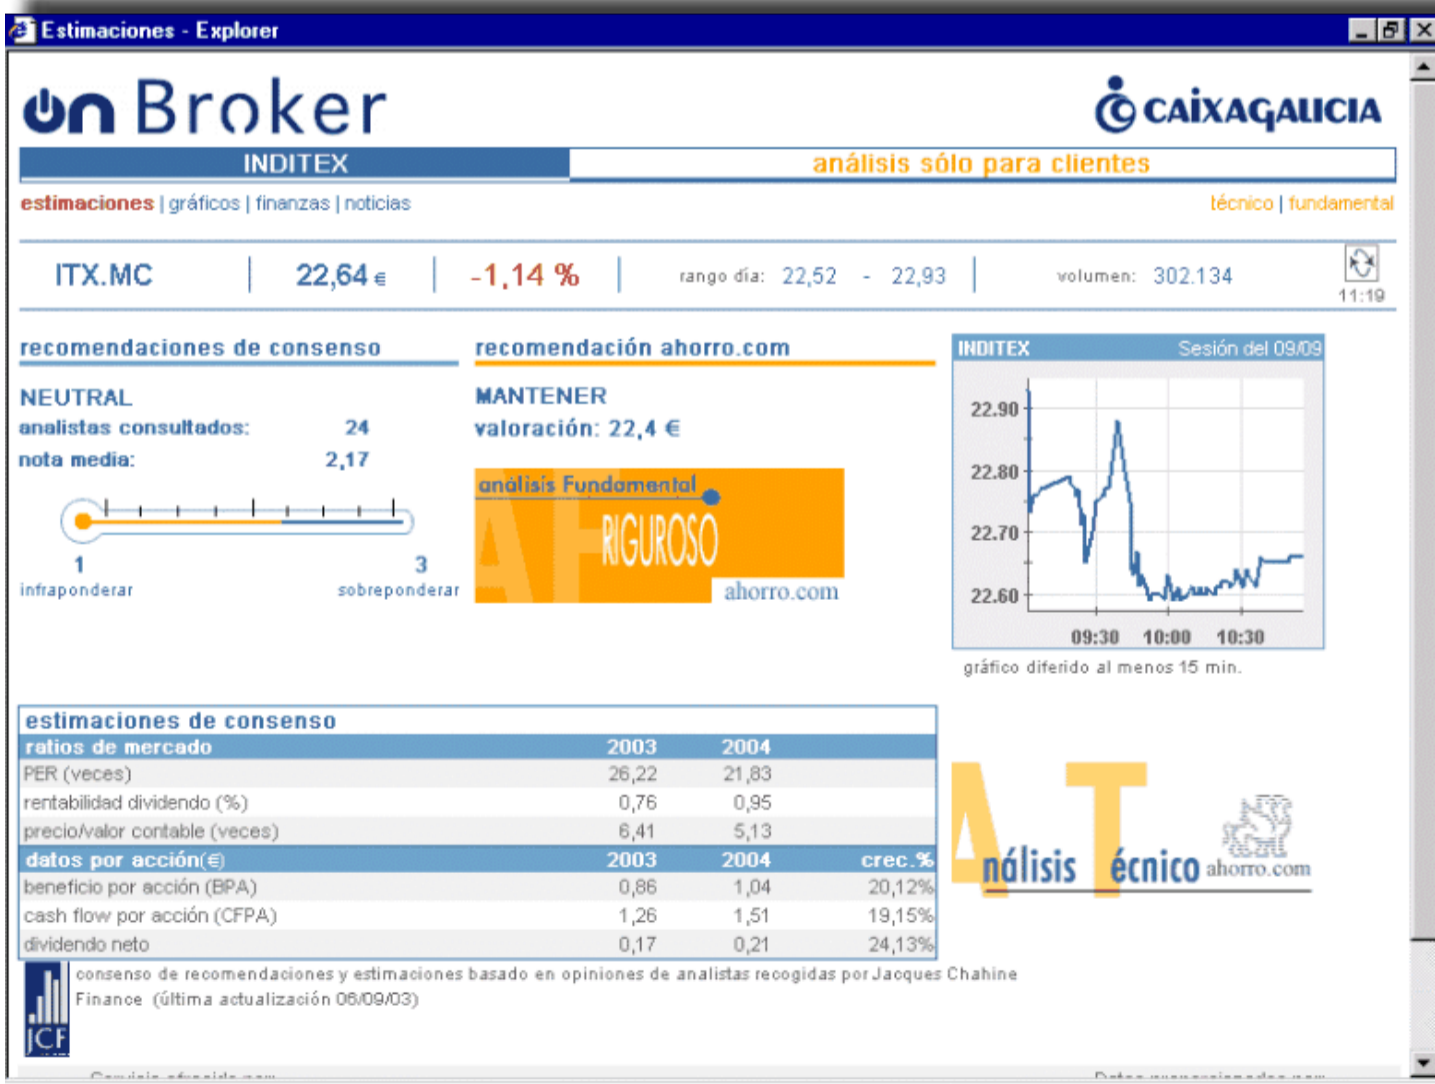 Estimaciones - Explorer
on Broker
CAIXAGALICIA
INDITEX
análisis sólo para clientes
estimaciones | gráficos | finanzas | noticias
técnico | fundamental
ITX.MC 22,64 € -1,14 % rango día: 22,52 - 22,93 volumen: 302.134
11:19
recomendaciones de consenso
NEUTRAL
analistas consultados: 24
nota media: 2,17
1 3
infraponderar sobreponderar
recomendación ahorro.com
MANTENER
valoración: 22,4 €
AF
análisis Fundamental
RIGUROSO
ahorro.com
INDITEX Sesión del 09/09
22.90
22.80
22.70
22.60
09:30 10:00 10:30
gráfico diferido al menos 15 min.
estimaciones de consenso
ratios de mercado 2003 2004
PER (veces) 26,22 21,83
rentabilidad dividendo (%) 0,76 0,95
precio/valor contable (veces) 6,41 5,13
datos por acción(€) 2003 2004 crec.%
beneficio por acción (BPA) 0,86 1,04 20,12%
cash flow por acción (CFPA) 1,26 1,51 19,15%
dividendo neto 0,17 0,21 24,13%
Análisis Técnico ahorro.com
consenso de recomendaciones y estimaciones basado en opiniones de analistas recogidas por Jacques Chahine
Finance (última actualización 06/09/03)
JCF